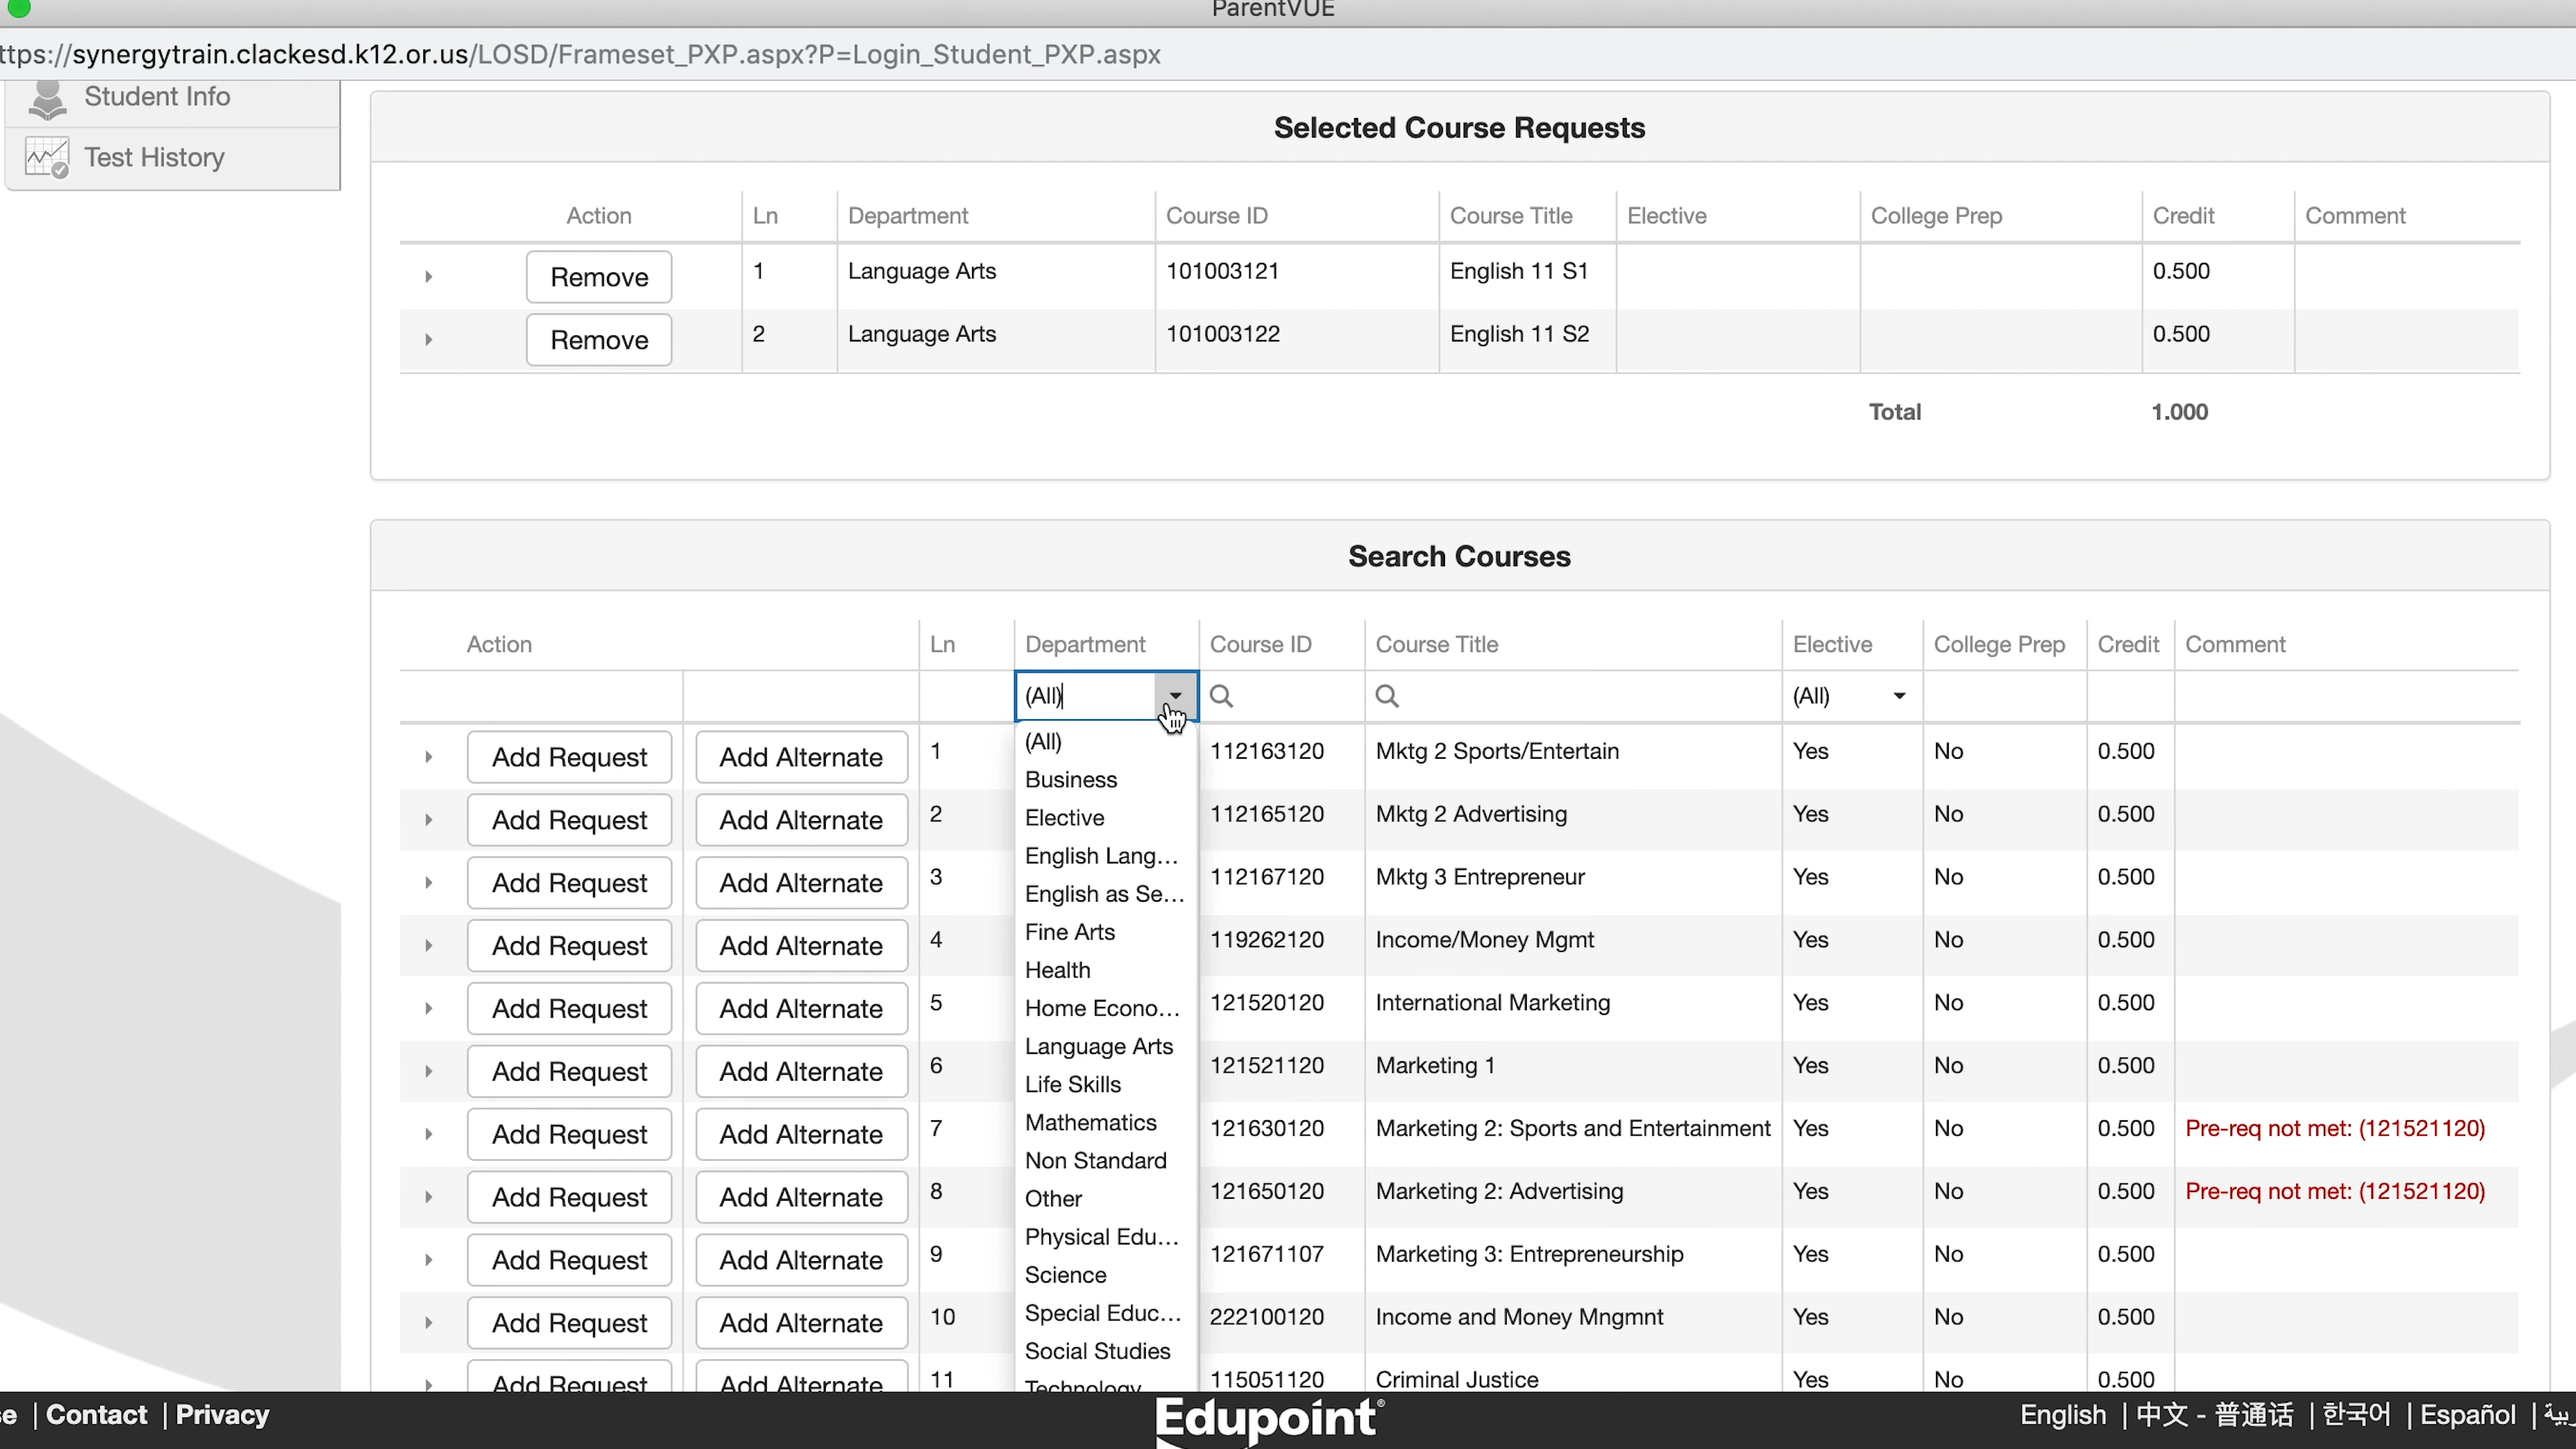 ParentVUE
ttps://synergytrain.clackesd.k12.or.us/LOSD/Frameset_PXP.aspx?P=Login_Student_PXP.aspx
Student Info
Test History
Selected Course Requests
Action Ln Department Course ID Course Title Elective College Prep Credit Comment
Remove 1 Language Arts 101003121 English 11 S1 0.500
Remove 2 Language Arts 101003122 English 11 S2 0.500
Total 1.000
Search Courses
Action Ln Department Course ID Course Title Elective College Prep Credit Comment
(All) (All)
(All)
Business
Elective
English Lang...
English as Se...
Fine Arts
Health
Home Econo...
Language Arts
Life Skills
Mathematics
Non Standard
Other
Physical Edu...
Science
Special Educ...
Social Studies
Technology
Add Request Add Alternate 1 112163120 Mktg 2 Sports/Entertain Yes No 0.500
Add Request Add Alternate 2 112165120 Mktg 2 Advertising Yes No 0.500
Add Request Add Alternate 3 112167120 Mktg 3 Entrepreneur Yes No 0.500
Add Request Add Alternate 4 119262120 Income/Money Mgmt Yes No 0.500
Add Request Add Alternate 5 121520120 International Marketing Yes No 0.500
Add Request Add Alternate 6 121521120 Marketing 1 Yes No 0.500
Add Request Add Alternate 7 121630120 Marketing 2: Sports and Entertainment Yes No 0.500 Pre-req not met: (121521120)
Add Request Add Alternate 8 121650120 Marketing 2: Advertising Yes No 0.500 Pre-req not met: (121521120)
Add Request Add Alternate 9 121671107 Marketing 3: Entrepreneurship Yes No 0.500
Add Request Add Alternate 10 222100120 Income and Money Mngmnt Yes No 0.500
Add Request Add Alternate 11 115051120 Criminal Justice Yes No 0.500
se | Contact | Privacy Edupoint® English | 中文 - 普通话 | 한국어 | Español |